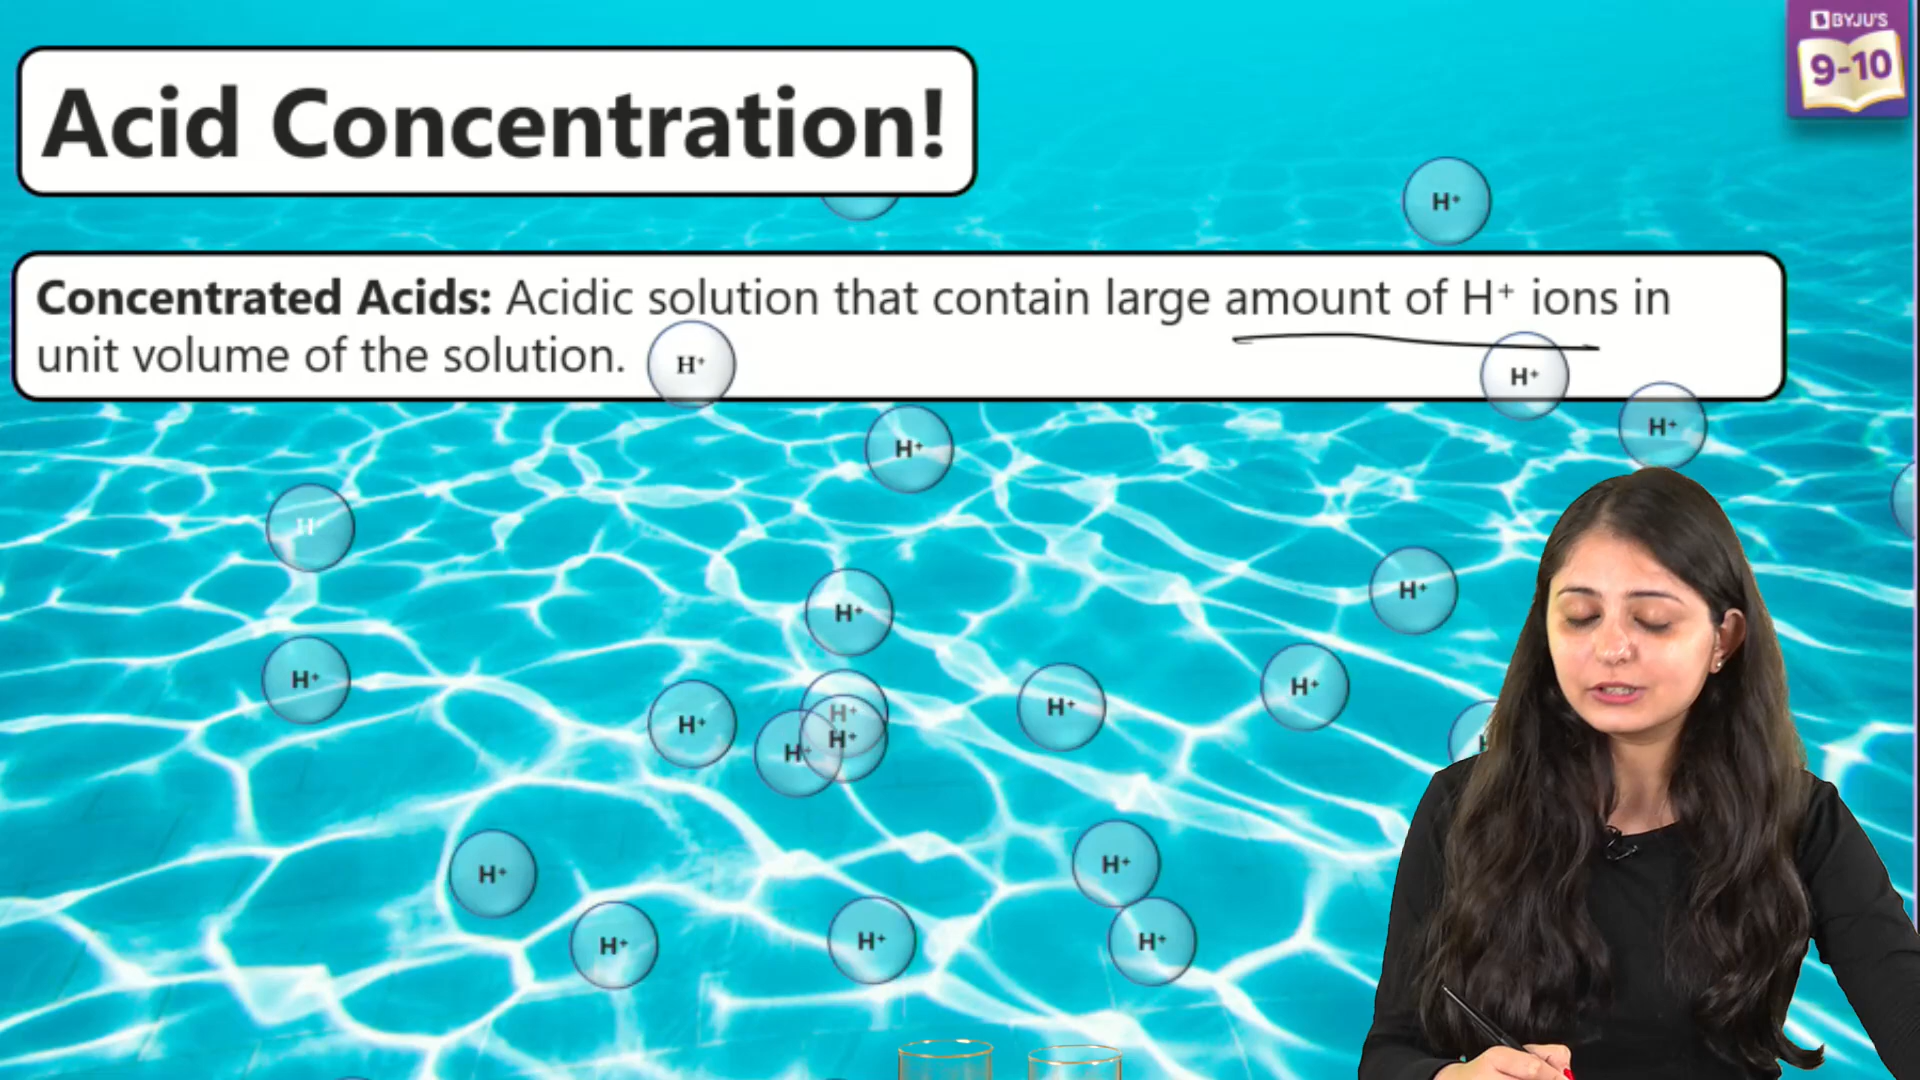 BYJU'S
9-10
Acid Concentration!
Concentrated Acids: Acidic solution that contain large amount of H⁺ ions in
unit volume of the solution.
H⁺
H⁺
H⁺
H⁺
H⁺
H
H⁺
H⁺
H⁺
H⁺
H⁺
H⁺
H⁺
H⁺
H⁺
H⁺
H⁺
H⁺
H⁺
H⁺